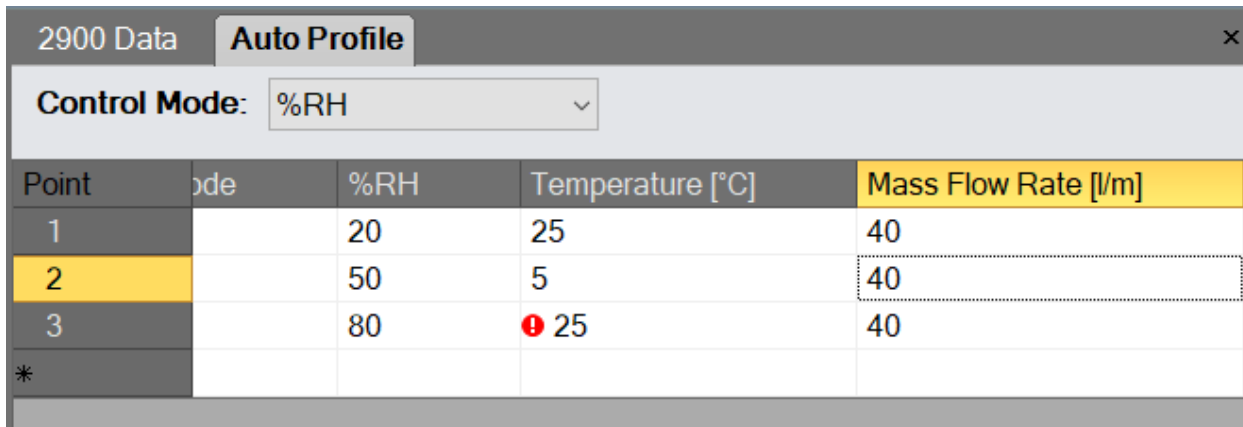 2900 Data Auto Profile ×
Control Mode: %RH
Point ode %RH Temperature [°C] Mass Flow Rate [l/m]
1 20 25 40
2 50 5 40
3 80 25 40
*